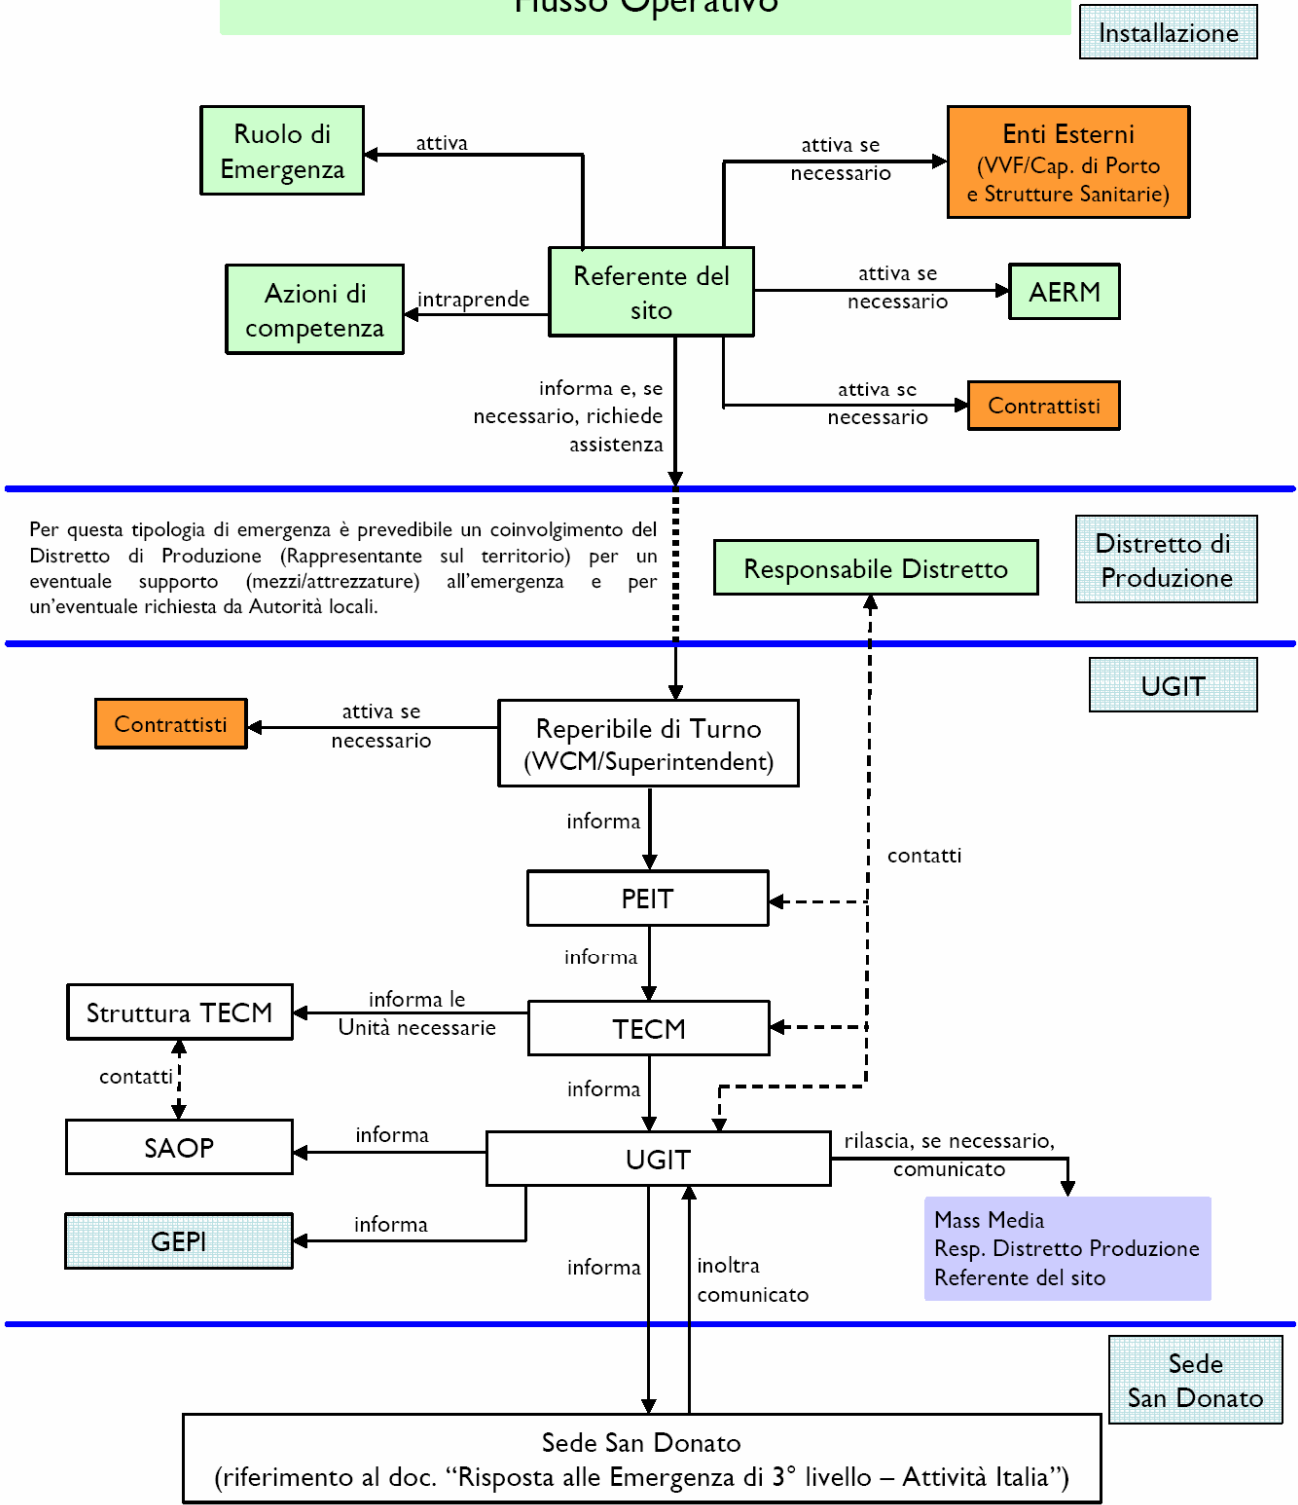 Flusso Operativo
Installazione
Ruolo di
Emergenza
attiva
attiva se
necessario
Enti Esterni
(VVF/Cap. di Porto
e Strutture Sanitarie)
Azioni di
competenza
intraprende
Referente del
sito
attiva se
necessario
AERM
informa e, se
necessario, richiede
assistenza
attiva se
necessario
Contrattisti
Per questa tipologia di emergenza è prevedibile un coinvolgimento del
Distretto di Produzione (Rappresentante sul territorio) per un
eventuale supporto (mezzi/attrezzature) all'emergenza e per
un'eventuale richiesta da Autorità locali.
Responsabile Distretto
Distretto di
Produzione
UGIT
Contrattisti
attiva se
necessario
Reperibile di Turno
(WCM/Superintendent)
informa
contatti
PEIT
informa
Struttura TECM
informa le
Unità necessarie
TECM
contatti
informa
SAOP
informa
UGIT
rilascia, se necessario,
comunicato
GEPI
informa
Mass Media
Resp. Distretto Produzione
Referente del sito
informa
inoltra
comunicato
Sede
San Donato
Sede San Donato
(riferimento al doc. “Risposta alle Emergenza di 3° livello – Attività Italia”)